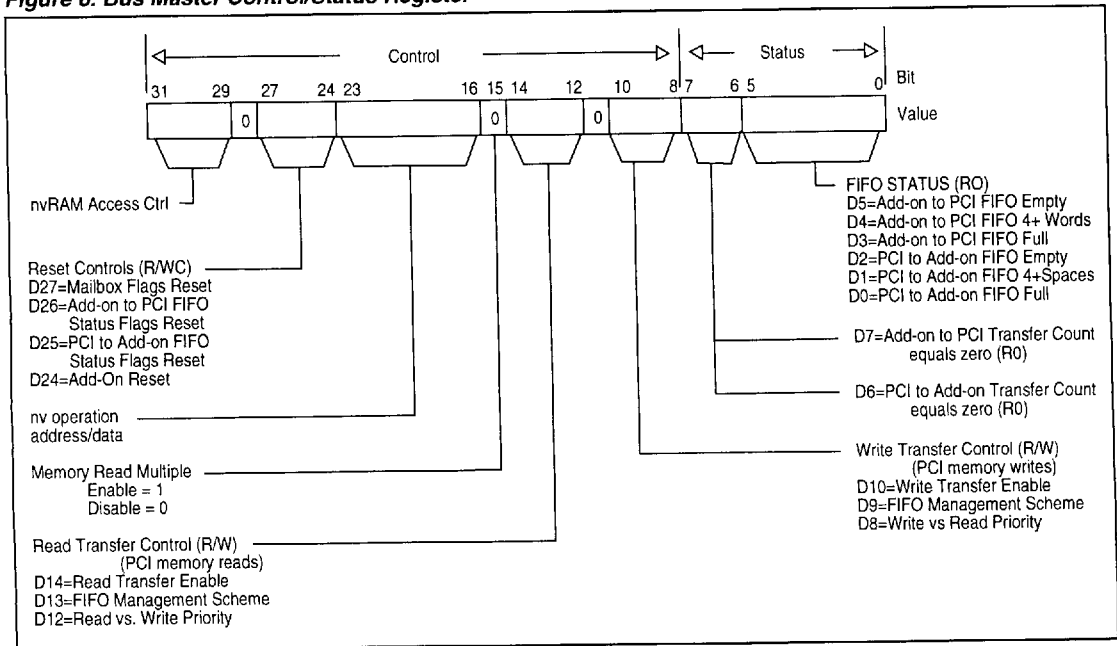 Figure 6. Bus Master Control/Status Register
Control
Status
31 29 27 24 23 16 15 14 12 10 8 7 6 5 0 Bit
0 0 0 Value
nvRAM Access Ctrl
Reset Controls (R/WC)
D27=Mailbox Flags Reset
D26=Add-on to PCI FIFO
Status Flags Reset
D25=PCI to Add-on FIFO
Status Flags Reset
D24=Add-On Reset
nv operation
address/data
Memory Read Multiple
Enable = 1
Disable = 0
Read Transfer Control (R/W)
(PCI memory reads)
D14=Read Transfer Enable
D13=FIFO Management Scheme
D12=Read vs. Write Priority
FIFO STATUS (RO)
D5=Add-on to PCI FIFO Empty
D4=Add-on to PCI FIFO 4+ Words
D3=Add-on to PCI FIFO Full
D2=PCI to Add-on FIFO Empty
D1=PCI to Add-on FIFO 4+Spaces
D0=PCI to Add-on FIFO Full
D7=Add-on to PCI Transfer Count
equals zero (R0)
D6=PCI to Add-on Transfer Count
equals zero (R0)
Write Transfer Control (R/W)
(PCI memory writes)
D10=Write Transfer Enable
D9=FIFO Management Scheme
D8=Write vs Read Priority